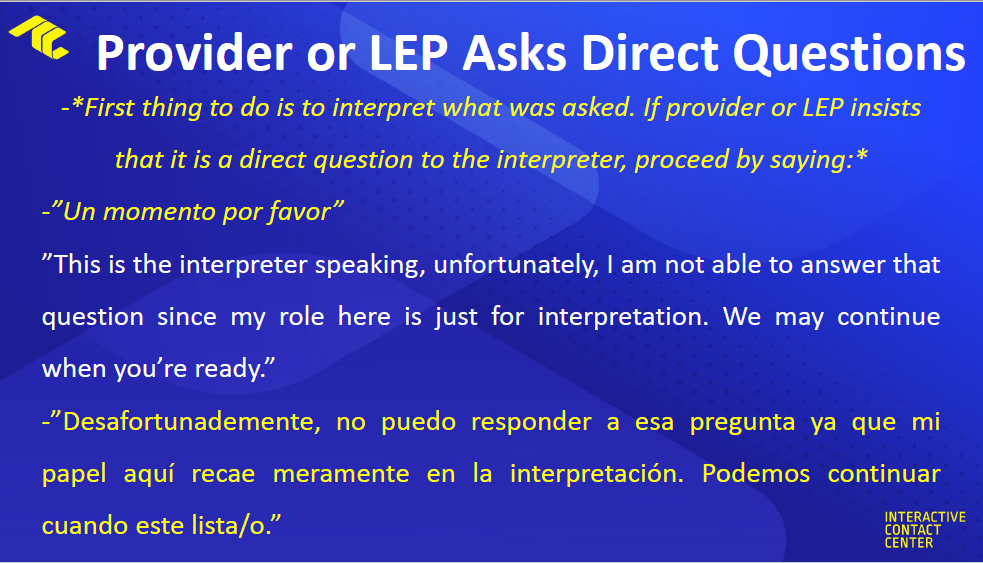 Provider or LEP Asks Direct Questions
-*First thing to do is to interpret what was asked. If provider or LEP insists
that it is a direct question to the interpreter, proceed by saying:*
-”Un momento por favor”
”This is the interpreter speaking, unfortunately, I am not able to answer that
question since my role here is just for interpretation. We may continue
when you’re ready.”
-”Desafortunademente, no puedo responder a esa pregunta ya que mi
papel aquí recae meramente en la interpretación. Podemos continuar
cuando este lista/o.”
INTERACTIVE
CONTACT
CENTER